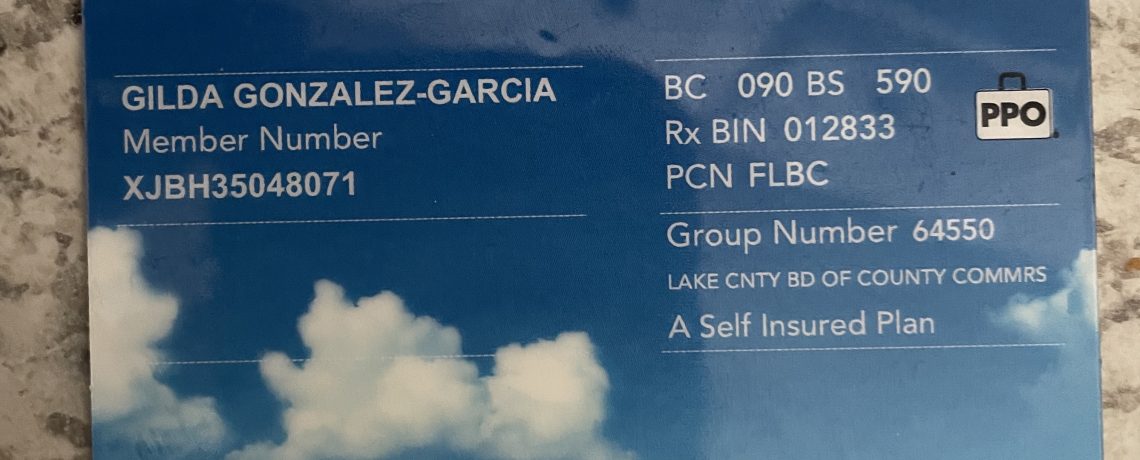 GILDA GONZALEZ-GARCIA
Member Number
XJBH35048071
BC 090 BS 590
Rx BIN 012833
PCN FLBC
PPO
Group Number 64550
LAKE CNTY BD OF COUNTY COMMRS
A Self Insured Plan